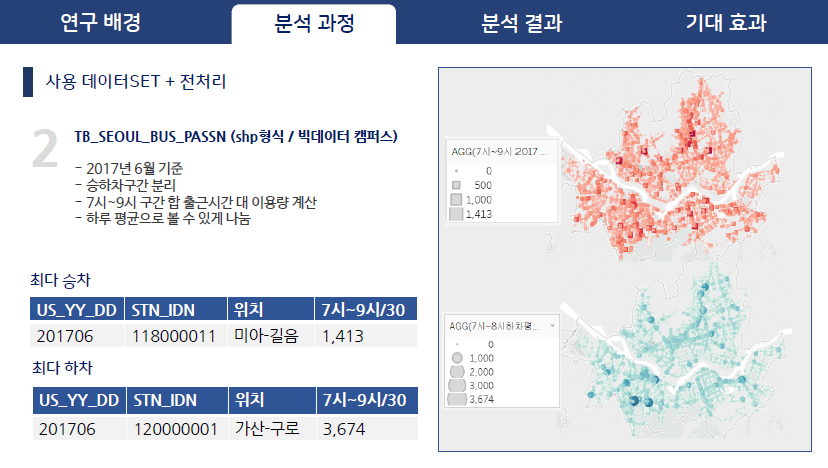 연구 배경
분석 과정
분석 결과
기대 효과
사용 데이터SET + 전처리
2
TB_SEOUL_BUS_PASSN (shp형식 / 빅데이터 캠퍼스)
- 2017년 6월 기준
- 승하차구간 분리
- 7시~9시 구간 합 출근시간 대 이용량 계산
- 하루 평균으로 볼 수 있게 나눔
최다 승차
US_YY_DD STN_IDN 위치 7시~9시/30
201706 118000011 미아-길음 1,413
최다 하차
US_YY_DD STN_IDN 위치 7시~9시/30
201706 120000001 가산-구로 3,674
AGG(7시~9시 2017 ...
0
500
1,000
1,413
AGG(7시~8시하차평...
0
1,000
2,000
3,000
3,674